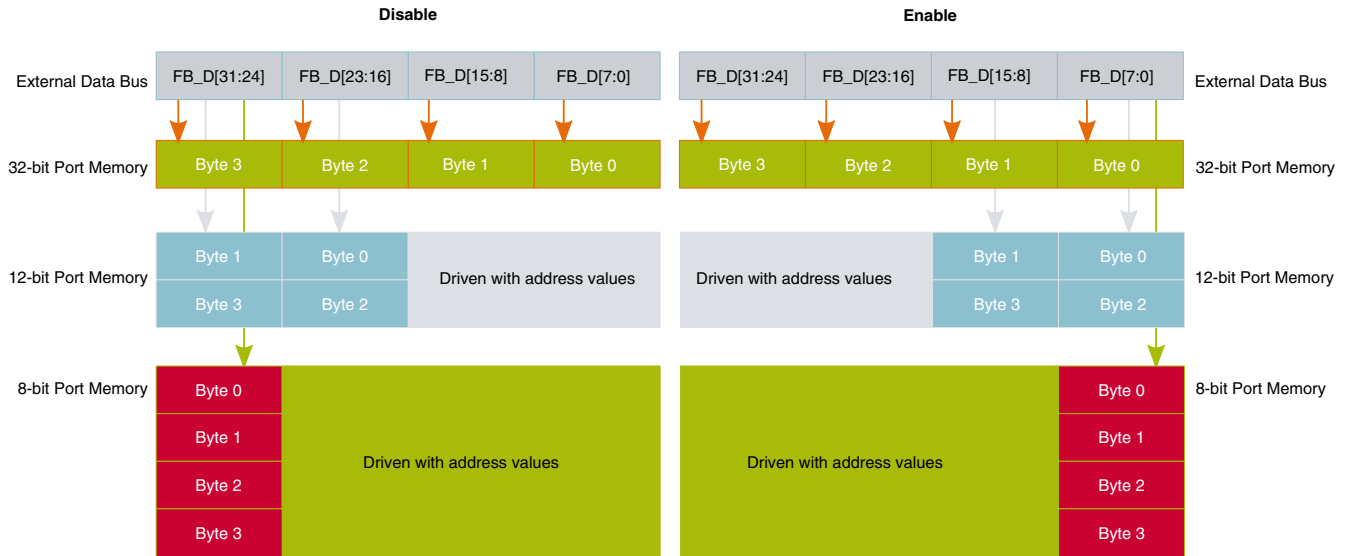 Disable Enable
External Data Bus FB_D[31:24] FB_D[23:16] FB_D[15:8] FB_D[7:0] FB_D[31:24] FB_D[23:16] FB_D[15:8] FB_D[7:0] External Data Bus
32-bit Port Memory Byte 3 Byte 2 Byte 1 Byte 0 Byte 3 Byte 2 Byte 1 Byte 0 32-bit Port Memory
12-bit Port Memory Byte 1 Byte 0 Driven with address values Driven with address values Byte 1 Byte 0 12-bit Port Memory
Byte 3 Byte 2 Byte 3 Byte 2
8-bit Port Memory Byte 0 Byte 0 8-bit Port Memory
Byte 1 Byte 1
Driven with address values Driven with address values
Byte 2 Byte 2
Byte 3 Byte 3